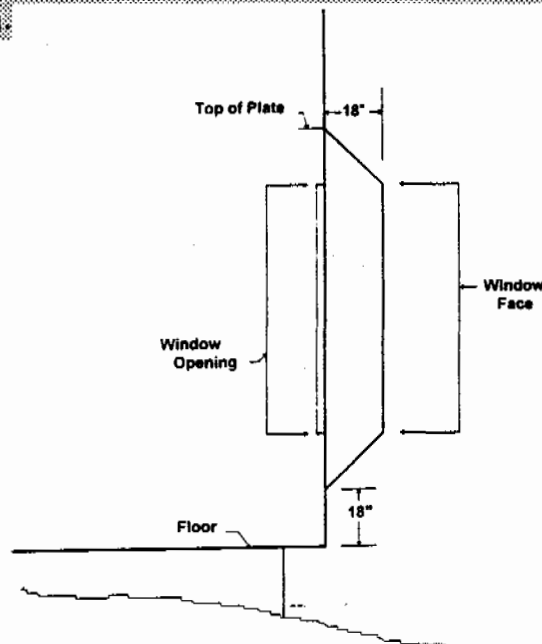 Top of Plate
18"
Window
Face
Window
Opening
18"
Floor